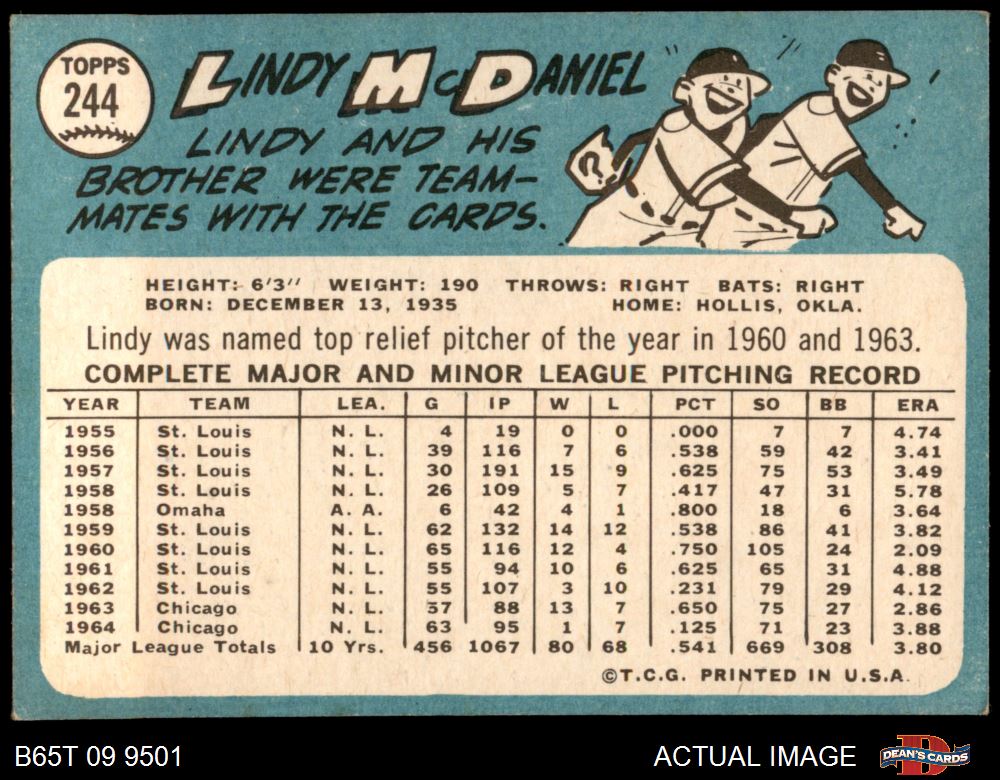 TOPPS
244
LINDY McDANIEL
LINDY AND HIS
BROTHER WERE TEAM-
MATES WITH THE CARDS.
?
HEIGHT: 6'3" WEIGHT: 190 THROWS: RIGHT BATS: RIGHT
BORN: DECEMBER 13, 1935 HOME: HOLLIS, OKLA.
Lindy was named top relief pitcher of the year in 1960 and 1963.
COMPLETE MAJOR AND MINOR LEAGUE PITCHING RECORD
YEAR TEAM LEA. G IP W L PCT SO BB ERA
1955 St. Louis N. L. 4 19 0 0 .000 7 7 4.74
1956 St. Louis N. L. 39 116 7 6 .538 59 42 3.41
1957 St. Louis N. L. 30 191 15 9 .625 75 53 3.49
1958 St. Louis N. L. 26 109 5 7 .417 47 31 5.78
1958 Omaha A. A. 6 42 4 1 .800 18 6 3.64
1959 St. Louis N. L. 62 132 14 12 .538 86 41 3.82
1960 St. Louis N. L. 65 116 12 4 .750 105 24 2.09
1961 St. Louis N. L. 55 94 10 6 .625 65 31 4.88
1962 St. Louis N. L. 55 107 3 10 .231 79 29 4.12
1963 Chicago N. L. 57 88 13 7 .650 75 27 2.86
1964 Chicago N. L. 63 95 1 7 .125 71 23 3.88
Major League Totals 10 Yrs. 456 1067 80 68 .541 669 308 3.80
©T.C.G. PRINTED IN U.S.A.
B65T 09 9501 ACTUAL IMAGE
D
DEAN'S CARDS